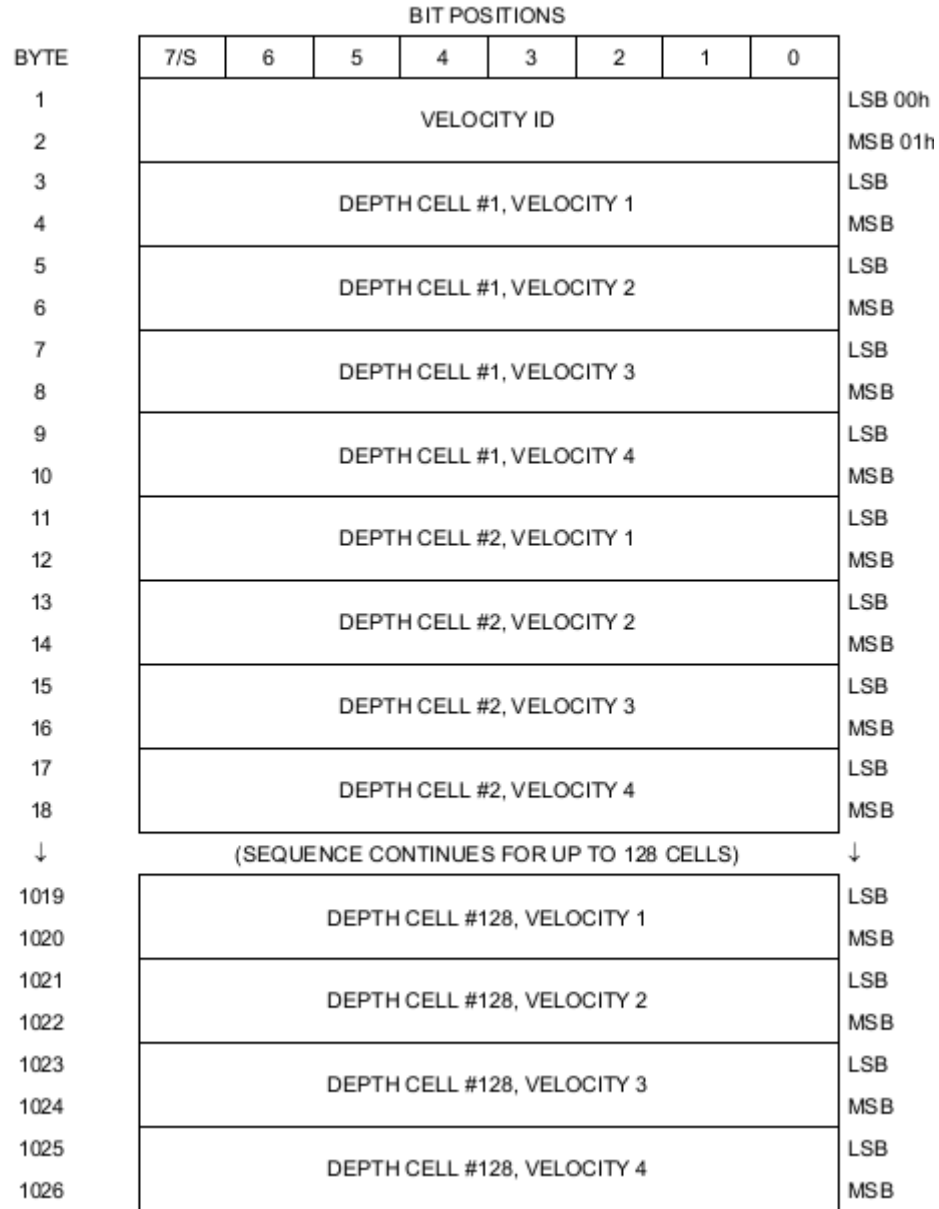 BIT POSITIONS
BYTE 7/S 6 5 4 3 2 1 0
1 LSB 00h
VELOCITY ID
2 MSB 01h
3 LSB
DEPTH CELL #1, VELOCITY 1
4 MSB
5 LSB
DEPTH CELL #1, VELOCITY 2
6 MSB
7 LSB
DEPTH CELL #1, VELOCITY 3
8 MSB
9 LSB
DEPTH CELL #1, VELOCITY 4
10 MSB
11 LSB
DEPTH CELL #2, VELOCITY 1
12 MSB
13 LSB
DEPTH CELL #2, VELOCITY 2
14 MSB
15 LSB
DEPTH CELL #2, VELOCITY 3
16 MSB
17 LSB
DEPTH CELL #2, VELOCITY 4
18 MSB
↓ (SEQUENCE CONTINUES FOR UP TO 128 CELLS) ↓
1019 LSB
DEPTH CELL #128, VELOCITY 1
1020 MSB
1021 LSB
DEPTH CELL #128, VELOCITY 2
1022 MSB
1023 LSB
DEPTH CELL #128, VELOCITY 3
1024 MSB
1025 LSB
DEPTH CELL #128, VELOCITY 4
1026 MSB